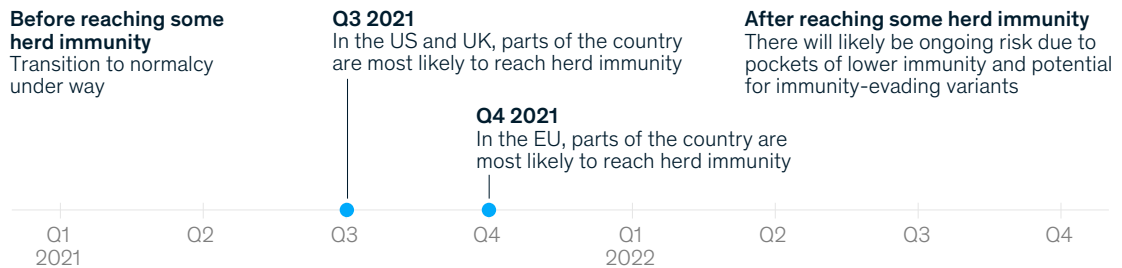 Before reaching some
herd immunity
Transition to normalcy
under way
Q3 2021
In the US and UK, parts of the country
are most likely to reach herd immunity
Q4 2021
In the EU, parts of the country are
most likely to reach herd immunity
After reaching some herd immunity
There will likely be ongoing risk due to
pockets of lower immunity and potential
for immunity-evading variants
Q1 Q2 Q3 Q4 Q1 Q2 Q3 Q4
2021 2022